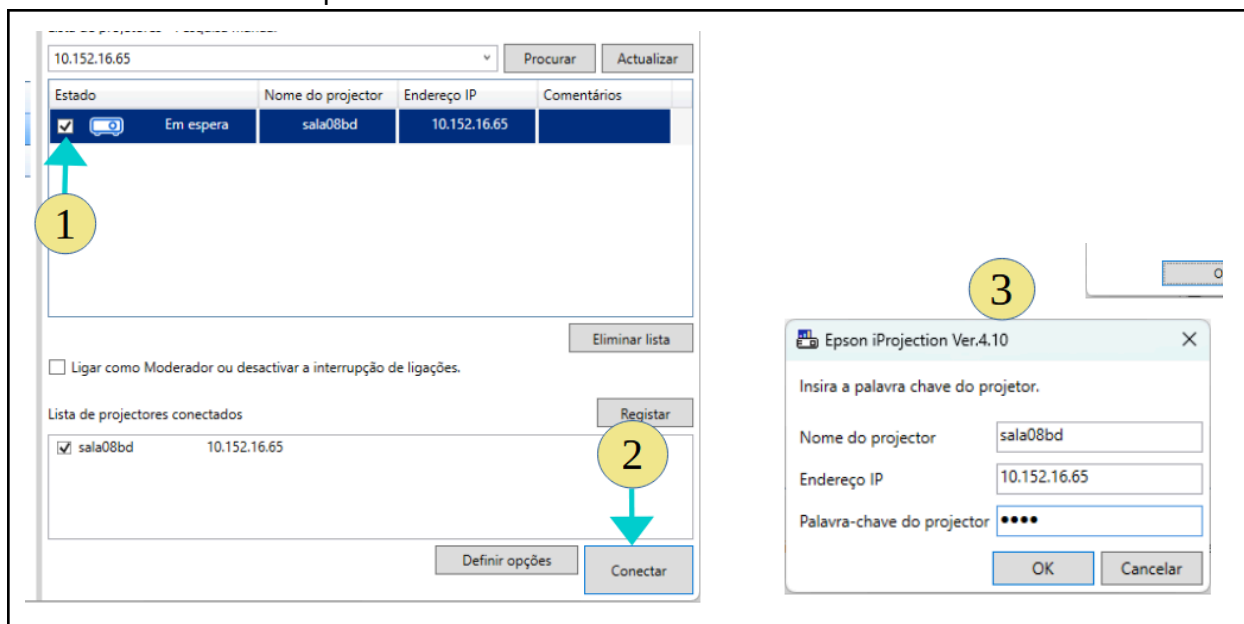 10.152.16.65
Procurar
Actualizar
Estado
Nome do projector
Endereço IP
Comentários
Em espera
sala08bd
10.152.16.65
1
Eliminar lista
Ligar como Moderador ou desactivar a interrupção de ligações.
Lista de projectores conectados
Registar
sala08bd 10.152.16.65
2
Definir opções
Conectar
3
Epson iProjection Ver.4.10
Insira a palavra chave do projetor.
Nome do projector sala08bd
Endereço IP 10.152.16.65
Palavra-chave do projector ••••
OK
Cancelar